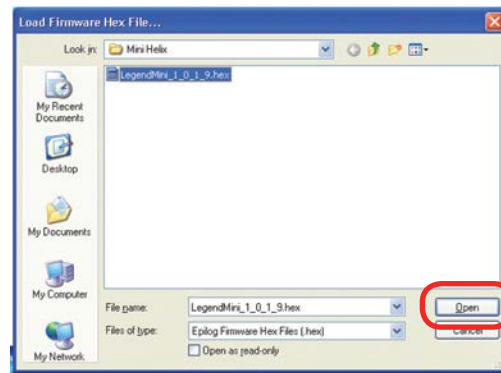 Load Firmware Hex File...
Look in: Mini Helix
LegendMini_1_0_1_9.hex
My Recent
Documents
Desktop
My Documents
My Computer
My Network
File name: LegendMini_1_0_1_9.hex Open
Files of type: Epilog Firmware Hex Files (.hex) Cancel
Open as read-only